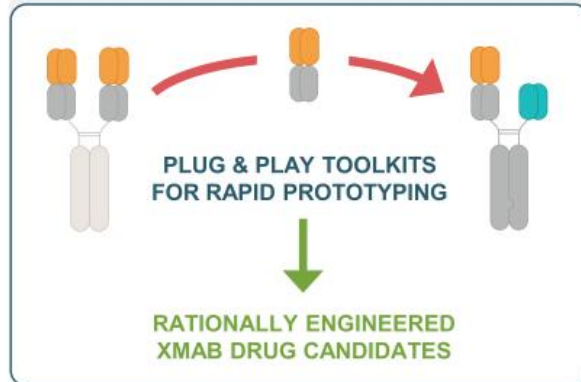 PLUG & PLAY TOOLKITS
FOR RAPID PROTOTYPING
RATIONALLY ENGINEERED
XMAB DRUG CANDIDATES